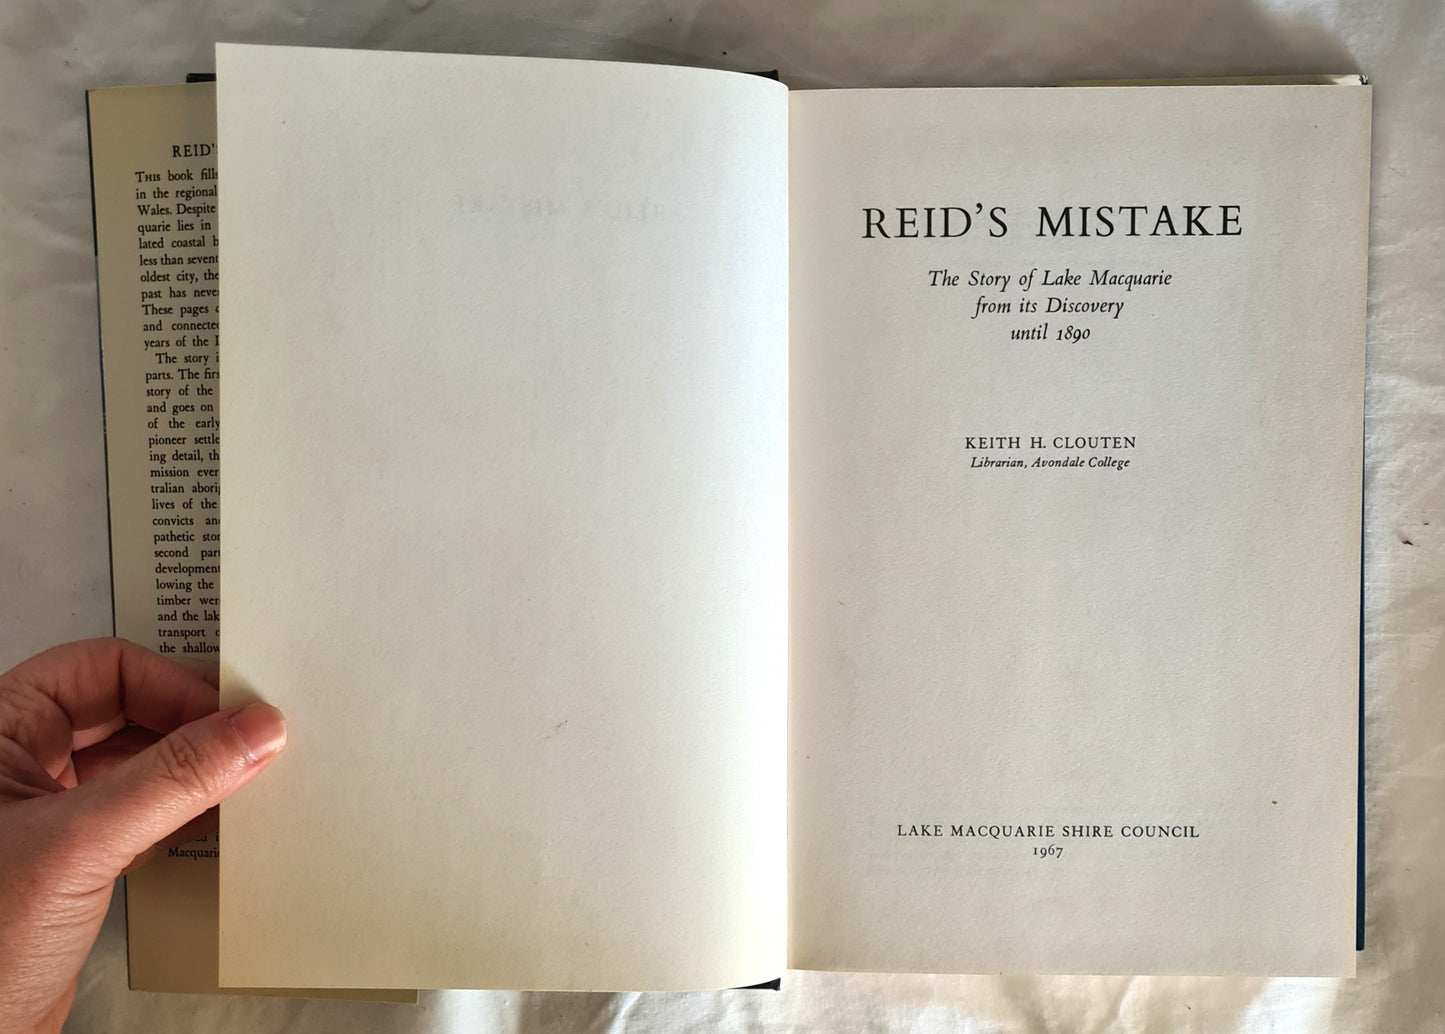 REID'S
THIS book fills
in the regional
Wales. Despite
quarie lies in
lated coastal b
less than sevent
oldest city, the
past has neve
These pages
and connected
years of the
The story i
parts. The firs
story of the
and goes on
of the early
pioneer settle
ing detail, th
mission ever
tralian abori
lives of the
convicts an
pathetic stor
second part
development
lowing the
timber wer
and the lak
transport
the shallow
Macquarie
REID'S MISTAKE
The Story of Lake Macquarie
from its Discovery
until 1890
KEITH H. CLOUTEN
Librarian, Avondale College
LAKE MACQUARIE SHIRE COUNCIL
1967